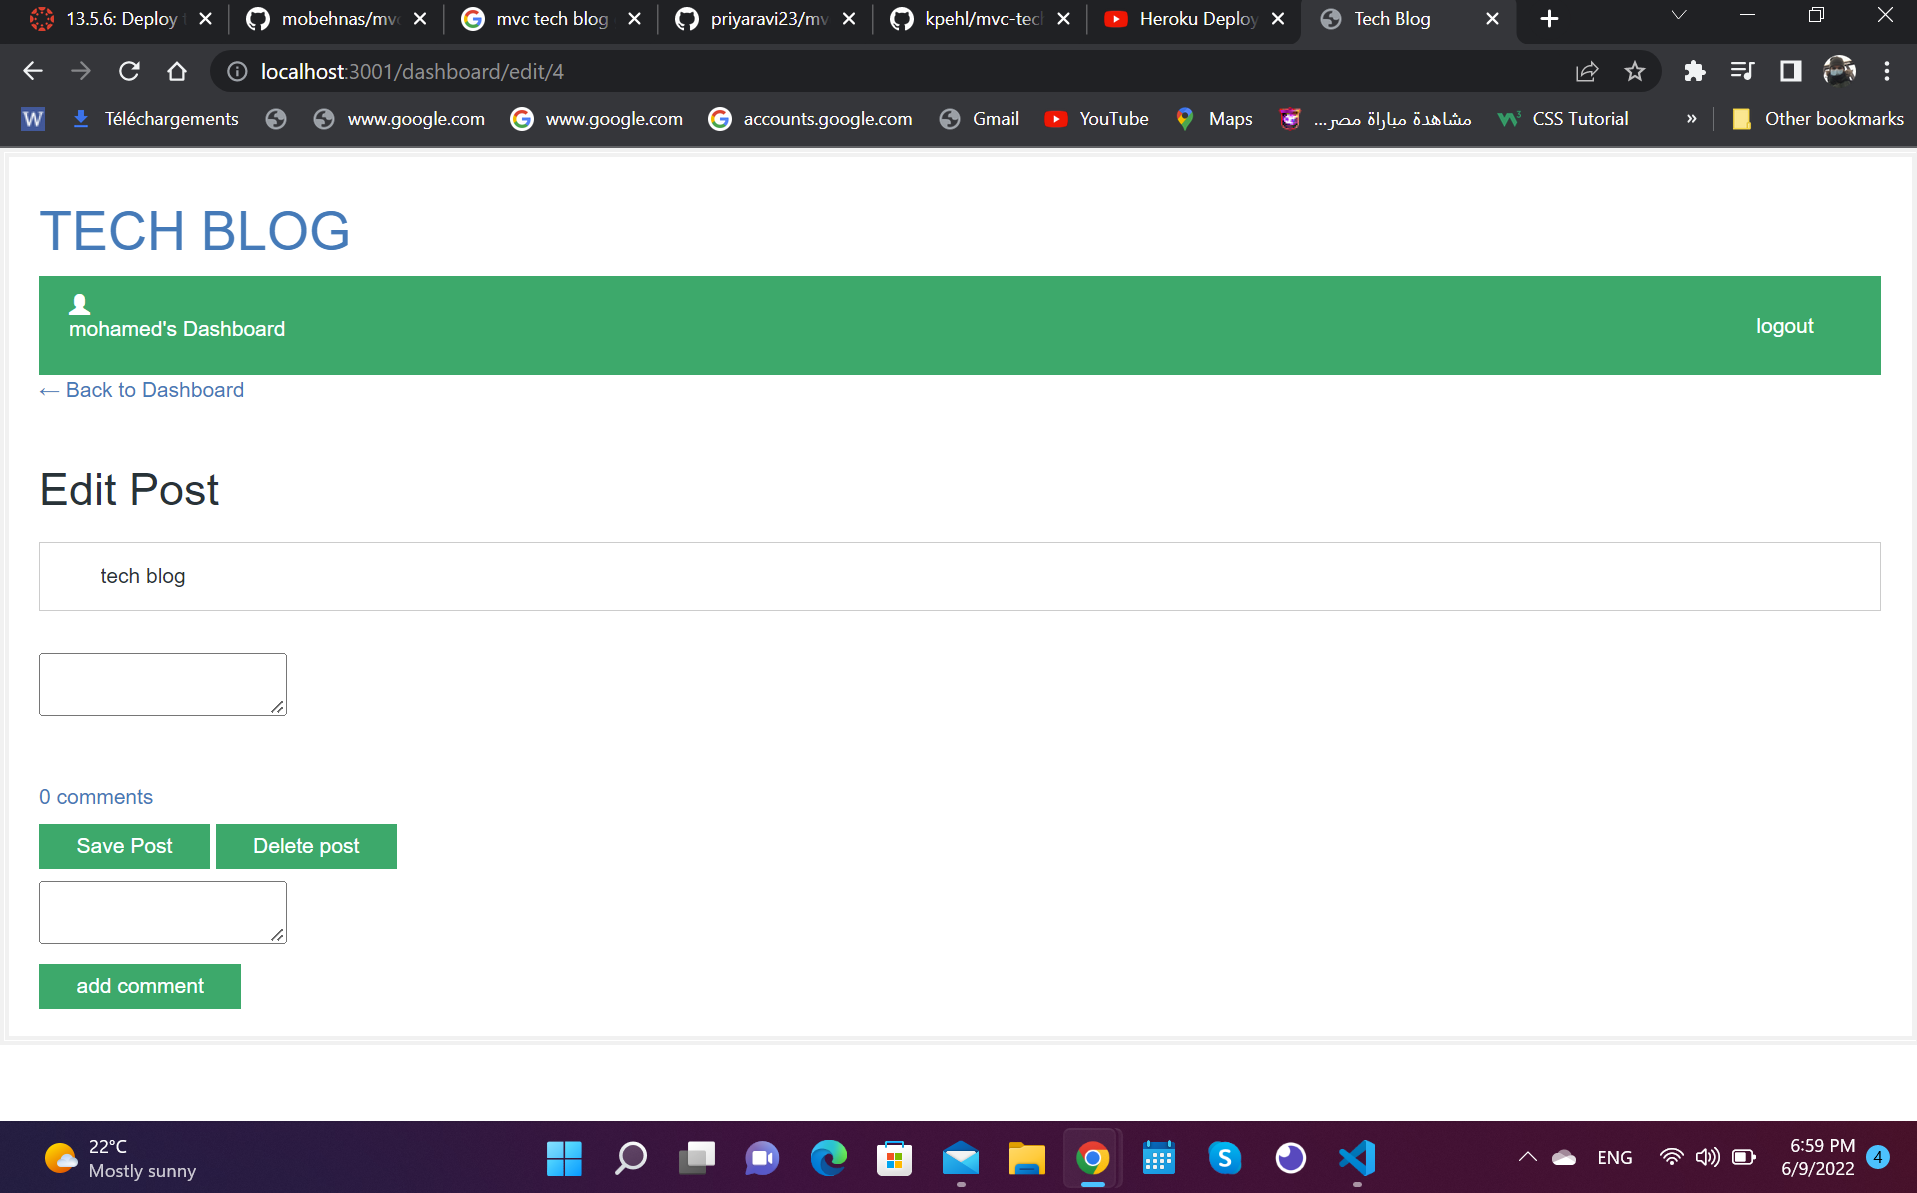 13.5.6: Deploy
mobehnas/mvc
mvc tech blog
priyaravi23/mv
kpehl/mvc-tech
Heroku Deploy
Tech Blog
localhost:3001/dashboard/edit/4
W
Téléchargements
www.google.com
www.google.com
accounts.google.com
Gmail
YouTube
Maps
مشاهدة مباراة مصر...
CSS Tutorial
»
Other bookmarks
TECH BLOG
mohamed's Dashboard
logout
← Back to Dashboard
Edit Post
tech blog
0 comments
Save Post
Delete post
add comment
22°C
Mostly sunny
ENG
6:59 PM
6/9/2022
4